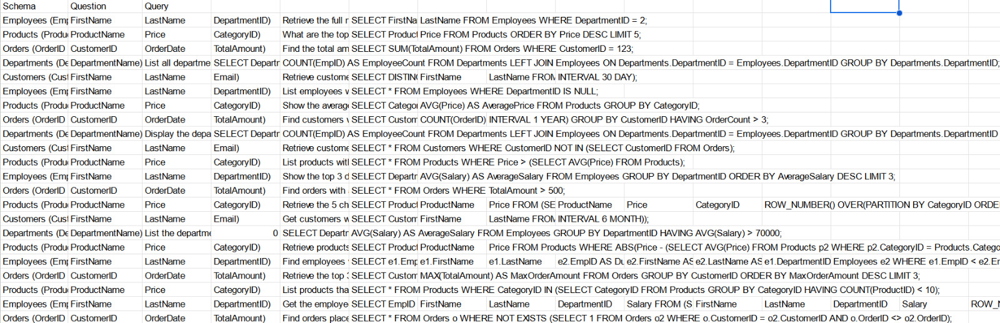 Schema Question Query
Employees (Emp FirstName LastName DepartmentID) Retrieve the full n SELECT FirstNa LastName FROM Employees WHERE DepartmentID = 2;
Products (Produ ProductName Price CategoryID) What are the top SELECT Product Price FROM Products ORDER BY Price DESC LIMIT 5;
Orders (OrderID CustomerID OrderDate TotalAmount) Find the total am SELECT SUM(TotalAmount) FROM Orders WHERE CustomerID = 123;
Departments (De DepartmentName) List all departme SELECT Departr COUNT(EmpID) AS EmployeeCount FROM Departments LEFT JOIN Employees ON Departments.DepartmentID = Employees.DepartmentID GROUP BY Departments.DepartmentID;
Customers (Cust FirstName LastName Email) Retrieve custome SELECT DISTINC FirstName LastName FROM INTERVAL 30 DAY);
Employees (Emp FirstName LastName DepartmentID) List employees w SELECT * FROM Employees WHERE DepartmentID IS NULL;
Products (Produ ProductName Price CategoryID) Show the average SELECT Categor AVG(Price) AS AveragePrice FROM Products GROUP BY CategoryID;
Orders (OrderID CustomerID OrderDate TotalAmount) Find customers w SELECT Custom COUNT(OrderID) INTERVAL 1 YEAR) GROUP BY CustomerID HAVING OrderCount > 3;
Departments (De DepartmentName) Display the depa SELECT Departr COUNT(EmpID) AS EmployeeCount FROM Departments LEFT JOIN Employees ON Departments.DepartmentID = Employees.DepartmentID GROUP BY Departments.DepartmentID
Customers (Cust FirstName LastName Email) Retrieve custome SELECT * FROM Customers WHERE CustomerID NOT IN (SELECT CustomerID FROM Orders);
Products (Produ ProductName Price CategoryID) List products wit SELECT * FROM Products WHERE Price > (SELECT AVG(Price) FROM Products);
Employees (Emp FirstName LastName DepartmentID) Show the top 3 d SELECT Departr AVG(Salary) AS AverageSalary FROM Employees GROUP BY DepartmentID ORDER BY AverageSalary DESC LIMIT 3;
Orders (OrderID CustomerID OrderDate TotalAmount) Find orders with SELECT * FROM Orders WHERE TotalAmount > 500;
Products (Produ ProductName Price CategoryID) Retrieve the 5 ch SELECT Product ProductName Price FROM (SE ProductName Price CategoryID ROW_NUMBER() OVER(PARTITION BY CategoryID ORDE
Customers (Cust FirstName LastName Email) Get customers w SELECT Custom FirstName LastName FROM INTERVAL 6 MONTH));
Departments (De DepartmentName) List the departme 0 SELECT Departr AVG(Salary) AS AverageSalary FROM Employees GROUP BY DepartmentID HAVING AVG(Salary) > 70000;
Products (Produ ProductName Price CategoryID) Retrieve products SELECT Product Price FROM Products WHERE ABS(Price - (SELECT AVG(Price) FROM Products p2 WHERE p2.CategoryID = Products.Catego
Employees (Emp FirstName LastName DepartmentID) Find employees SELECT e1.Emp e1.FirstName e1.LastName e2.EmpID AS Du e2.FirstName AS e2.LastName AS e1.DepartmentID Employees e2 WHERE e1.EmpID < e2.Em
Orders (OrderID CustomerID OrderDate TotalAmount) Retrieve the top 3 SELECT Custom MAX(TotalAmount) AS MaxOrderAmount FROM Orders GROUP BY CustomerID ORDER BY MaxOrderAmount DESC LIMIT 3;
Products (Produ ProductName Price CategoryID) List products tha SELECT * FROM Products WHERE CategoryID IN (SELECT CategoryID FROM Products GROUP BY CategoryID HAVING COUNT(ProductID) < 10);
Employees (Emp FirstName LastName DepartmentID) Get the employe SELECT EmpID FirstName LastName DepartmentID Salary FROM (S FirstName LastName DepartmentID Salary ROW_N
Orders (OrderID CustomerID OrderDate TotalAmount) Find orders place SELECT * FROM Orders o WHERE NOT EXISTS (SELECT 1 FROM Orders o2 WHERE o.CustomerID = o2.CustomerID AND o.OrderID <> o2.OrderID);